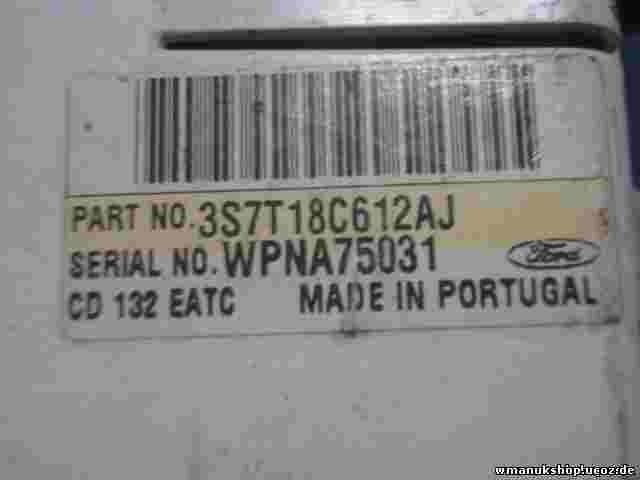 PART NO. 3S7T18C612AJ
SERIAL NO. WPNA75031
Ford
CD 132 EATC MADE IN PORTUGAL
wmanukshop.ucoz.de